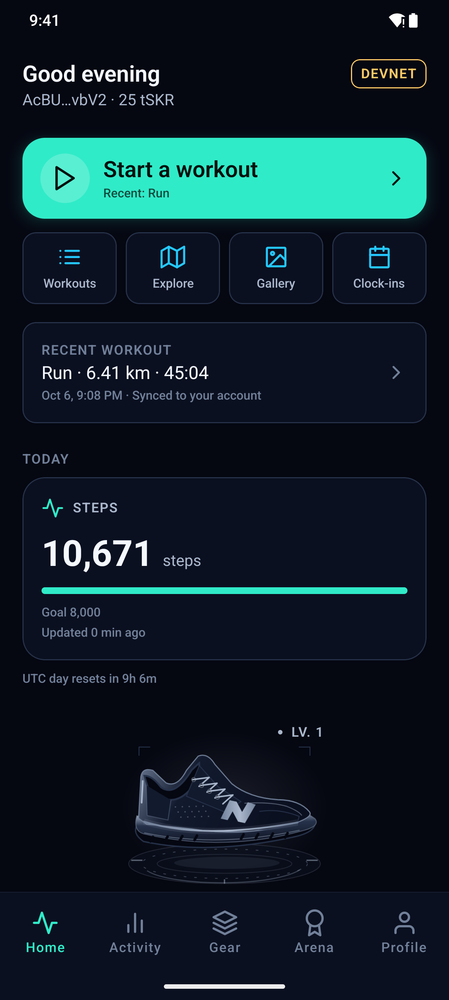 9:41
Good evening
DEVNET
AcBU...vbV2 · 25 tSKR
Start a workout
Recent: Run
Workouts
Explore
Gallery
Clock-ins
RECENT WORKOUT
Run · 6.41 km · 45:04
Oct 6, 9:08 PM · Synced to your account
TODAY
STEPS
10,671 steps
Goal 8,000
Updated 0 min ago
UTC day resets in 9h 6m
• LV. 1
N
Home
Activity
Gear
Arena
Profile